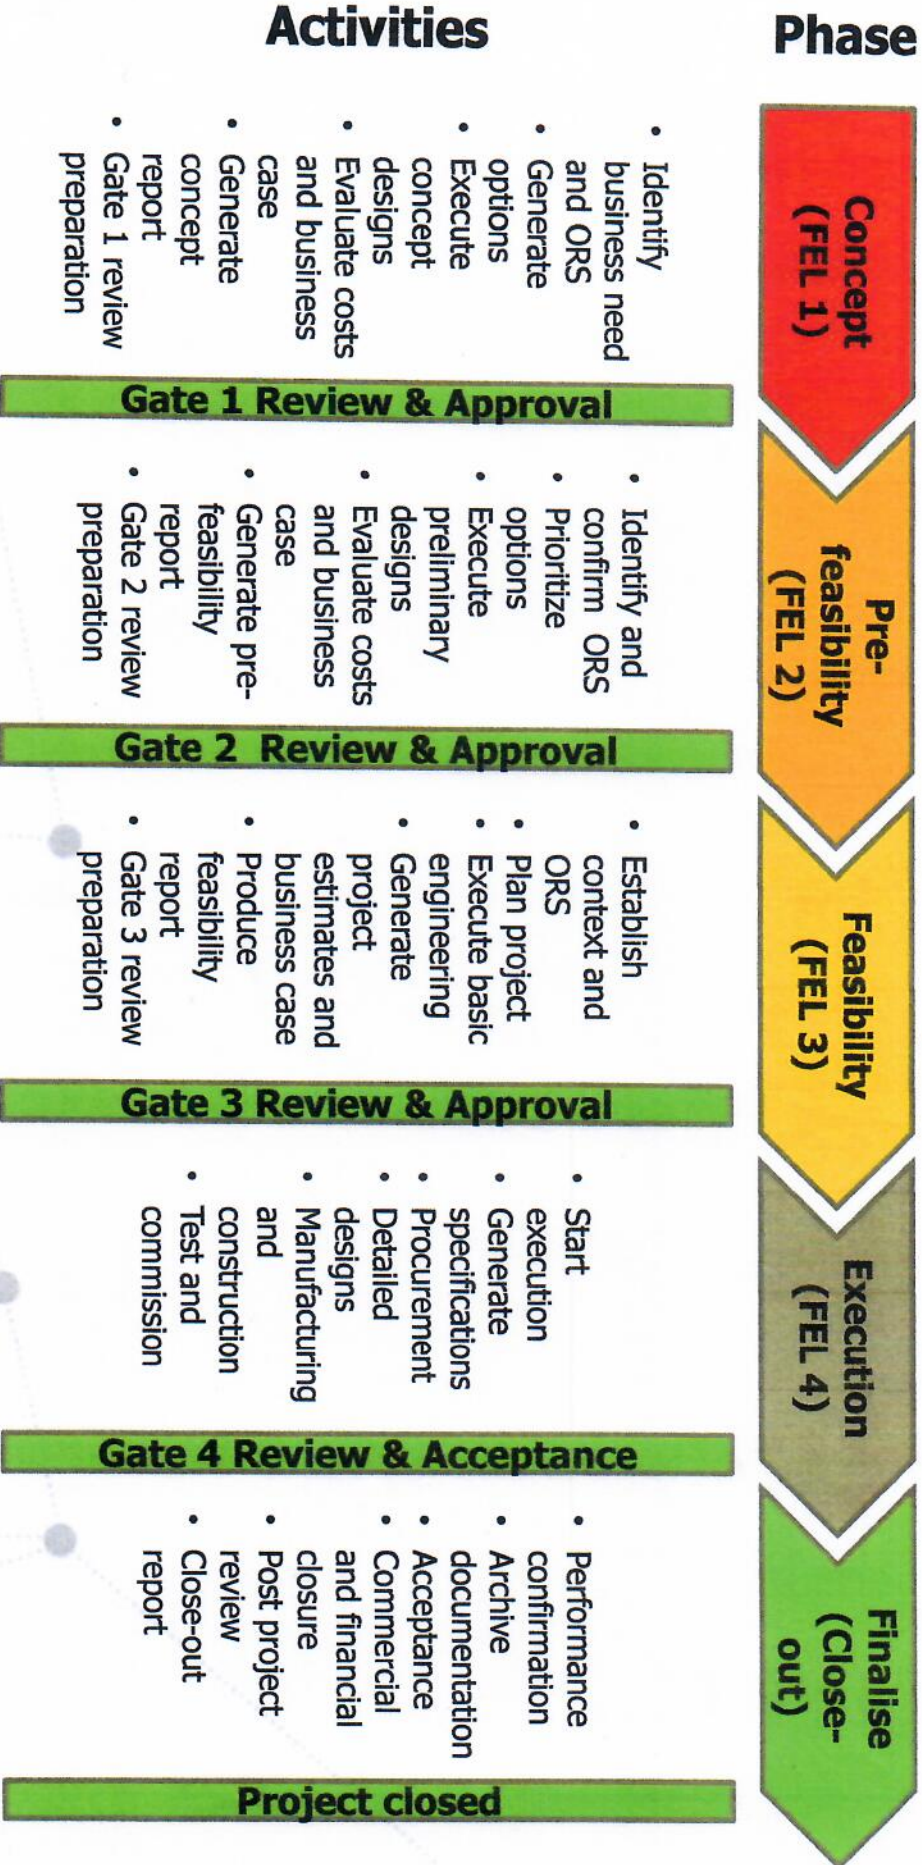 Phase
Concept
(FEL 1)
Pre-
feasibility
(FEL 2)
Feasibility
(FEL 3)
Execution
(FEL 4)
Finalise
(Close-
out)
Activities
• Identify
business need
and ORS
• Generate
options
• Execute
concept
designs
• Evaluate costs
and business
case
• Generate
concept
report
• Gate 1 review
preparation
Gate 1 Review & Approval
• Identify and
confirm ORS
• Prioritize
options
• Execute
preliminary
designs
• Evaluate costs
and business
case
• Generate pre-
feasibility
report
• Gate 2 review
preparation
Gate 2 Review & Approval
• Establish
context and
ORS
• Plan project
• Execute basic
engineering
• Generate
project
estimates and
business case
• Produce
feasibility
report
• Gate 3 review
preparation
Gate 3 Review & Approval
• Start
execution
• Generate
specifications
• Procurement
• Detailed
designs
• Manufacturing
and
construction
• Test and
commission
Gate 4 Review & Acceptance
• Performance
confirmation
• Archive
documentation
• Acceptance
• Commercial
and financial
closure
• Post project
review
• Close-out
report
Project closed